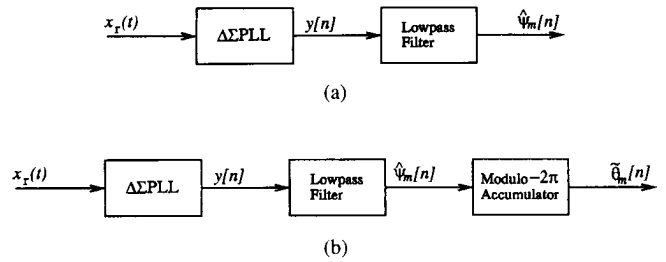 x_r(t)
ΔΣPLL
y[n]
Lowpass
Filter
ψ̂_m[n]
(a)
x_r(t)
ΔΣPLL
y[n]
Lowpass
Filter
ψ̂_m[n]
Modulo−2π
Accumulator
θ̃_m[n]
(b)